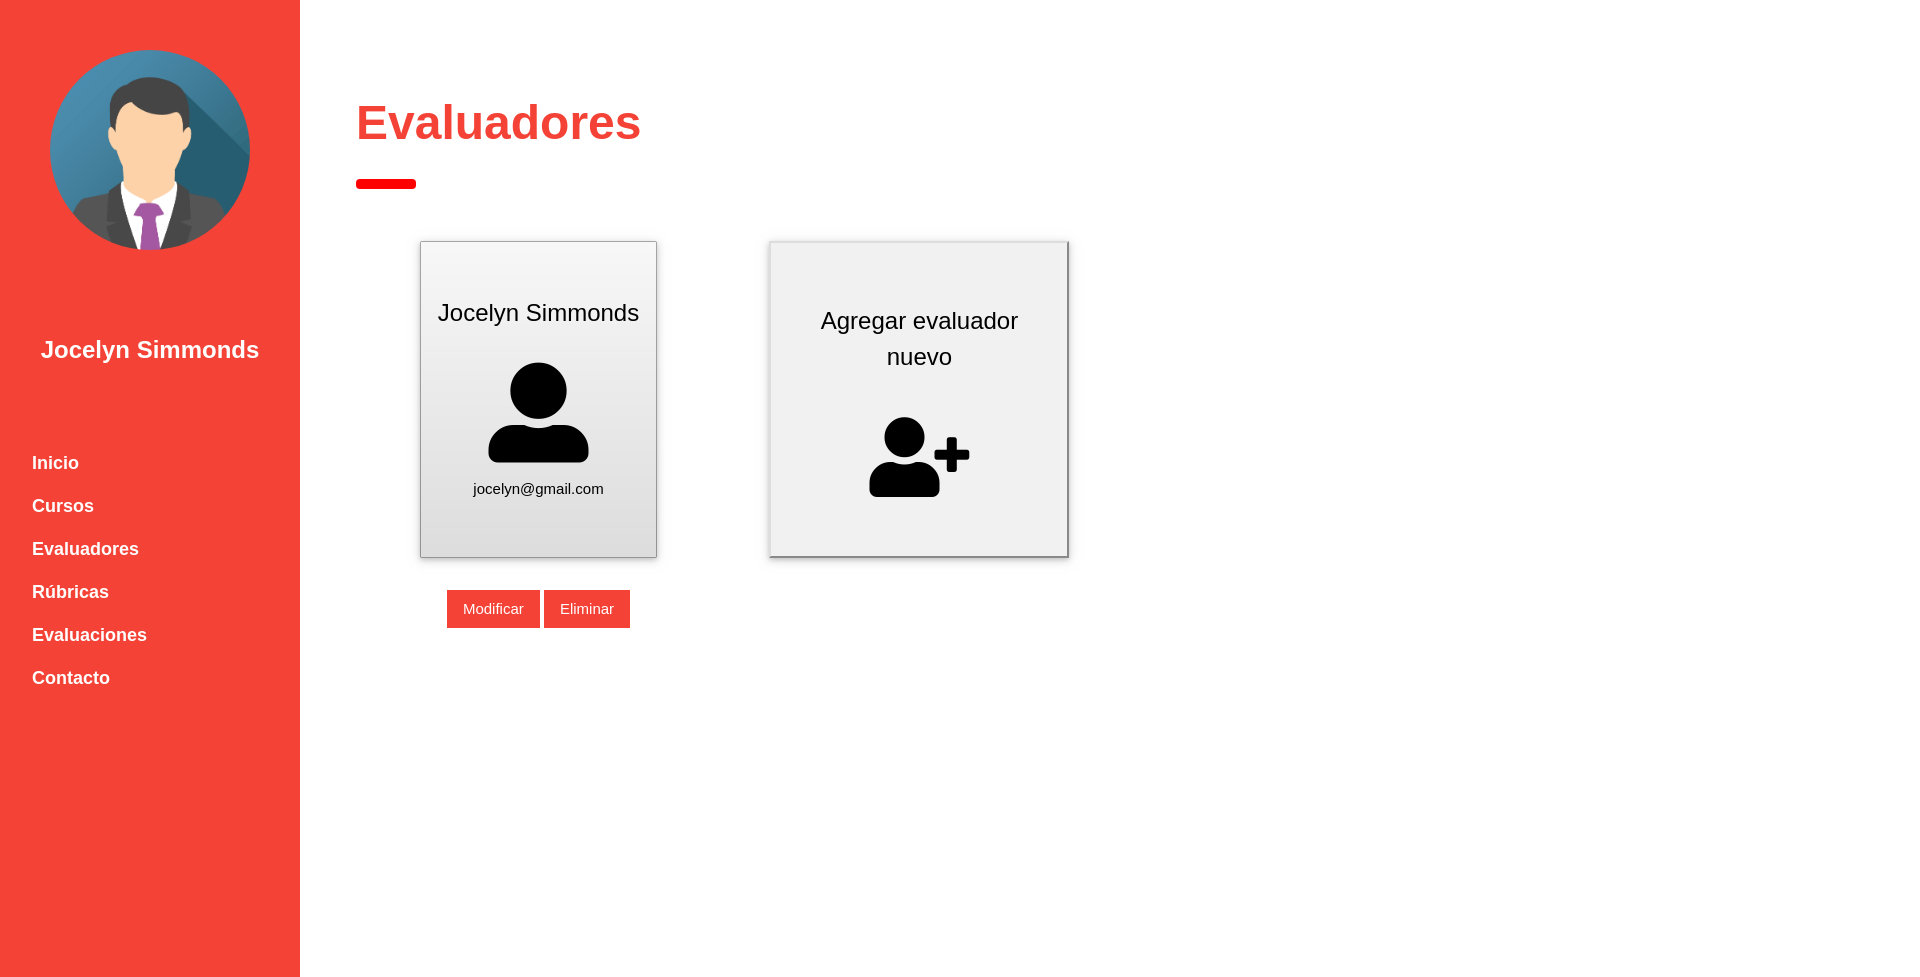 Jocelyn Simmonds
Inicio
Cursos
Evaluadores
Rúbricas
Evaluaciones
Contacto
Evaluadores
Jocelyn Simmonds
jocelyn@gmail.com
Modificar
Eliminar
Agregar evaluador
nuevo